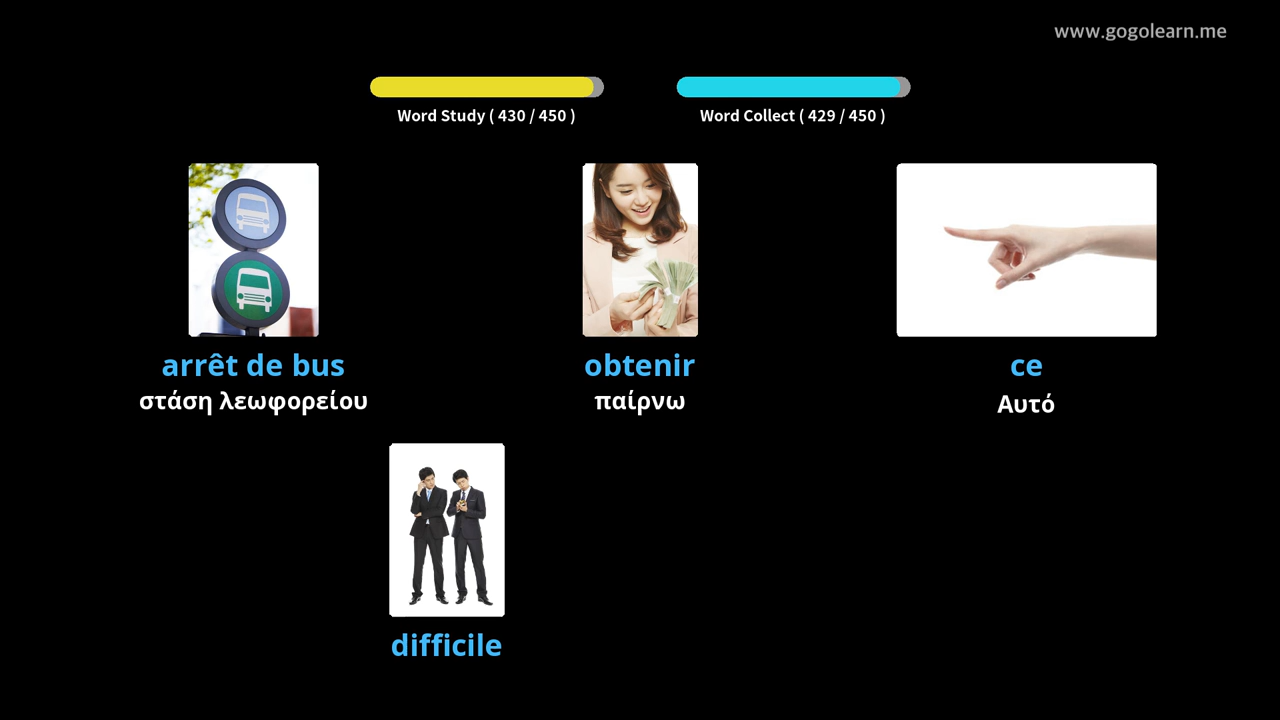 www.gogolearn.me
Word Study ( 430 / 450 )
Word Collect ( 429 / 450 )
arrêt de bus
στάση λεωφορείου
obtenir
παίρνω
ce
Αυτό
difficile